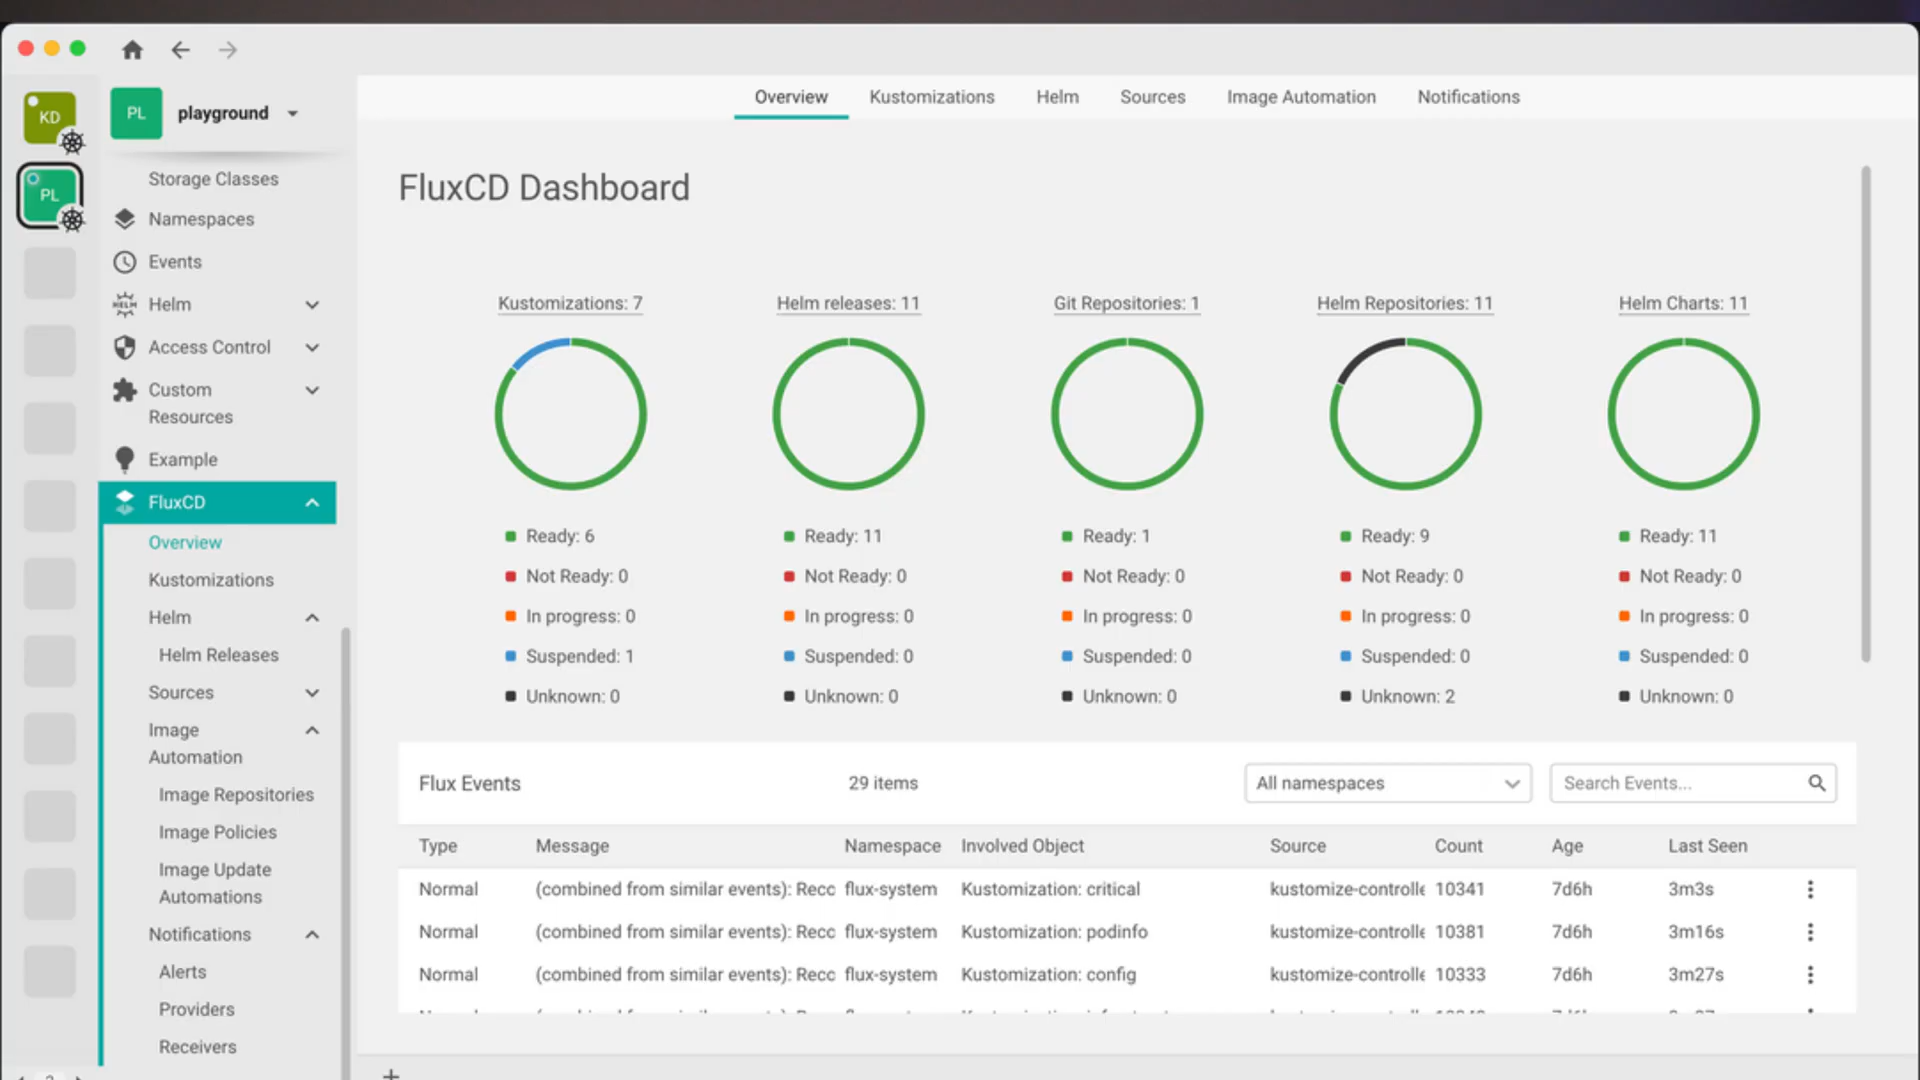 KD
PL
playground
Storage Classes
Namespaces
Events
HELM
Helm
Access Control
Custom
Resources
Example
FluxCD
Overview
Kustomizations
Helm
Helm Releases
Sources
Image
Automation
Image Repositories
Image Policies
Image Update
Automations
Notifications
Alerts
Providers
Receivers
PL
Overview Kustomizations Helm Sources Image Automation Notifications
FluxCD Dashboard
Kustomizations: 7
Ready: 6
Not Ready: 0
In progress: 0
Suspended: 1
Unknown: 0
Helm releases: 11
Ready: 11
Not Ready: 0
In progress: 0
Suspended: 0
Unknown: 0
Git Repositories: 1
Ready: 1
Not Ready: 0
In progress: 0
Suspended: 0
Unknown: 0
Helm Repositories: 11
Ready: 9
Not Ready: 0
In progress: 0
Suspended: 0
Unknown: 2
Helm Charts: 11
Ready: 11
Not Ready: 0
In progress: 0
Suspended: 0
Unknown: 0
Flux Events 29 items All namespaces Search Events...
Type Message Namespace Involved Object Source Count Age Last Seen
Normal (combined from similar events): Recc flux-system Kustomization: critical kustomize-controlle 10341 7d6h 3m3s
Normal (combined from similar events): Recc flux-system Kustomization: podinfo kustomize-controlle 10381 7d6h 3m16s
Normal (combined from similar events): Recc flux-system Kustomization: config kustomize-controlle 10333 7d6h 3m27s